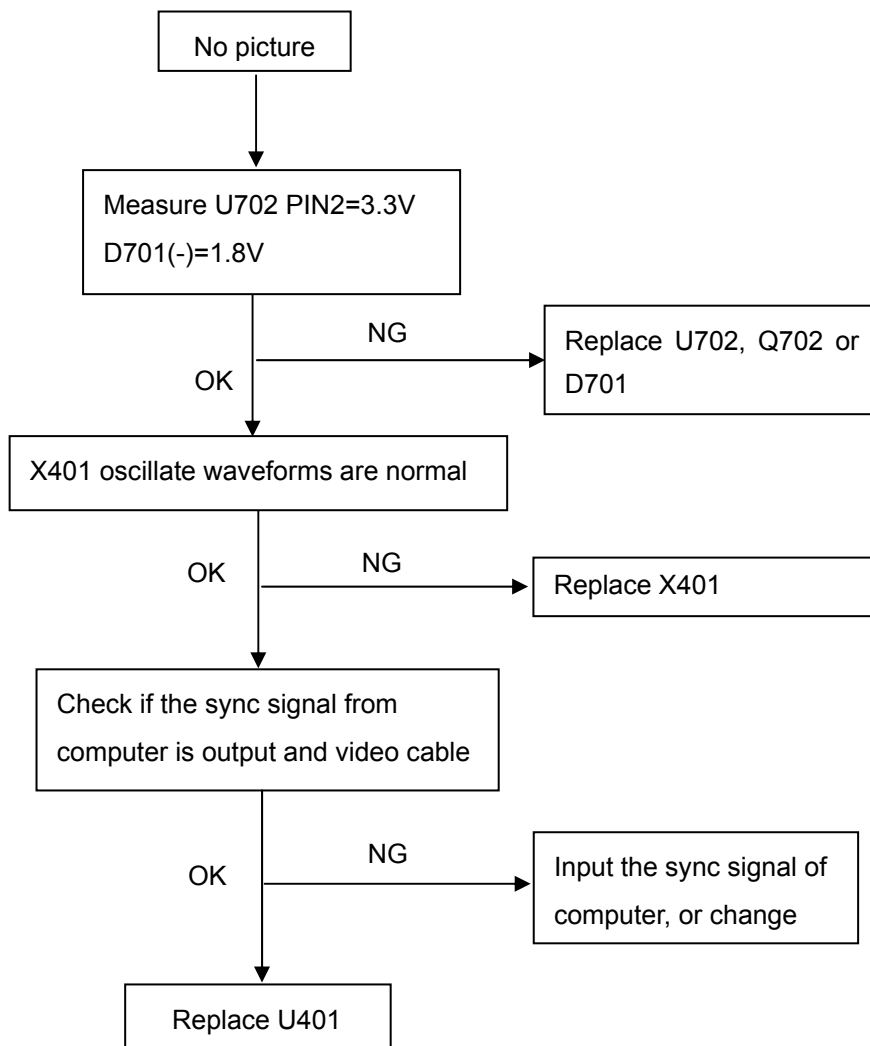 No picture
Measure U702 PIN2=3.3V
D701(-)=1.8V
NG
OK
Replace U702, Q702 or
D701
X401 oscillate waveforms are normal
OK
NG
Replace X401
Check if the sync signal from
computer is output and video cable
OK
NG
Input the sync signal of
computer, or change
Replace U401